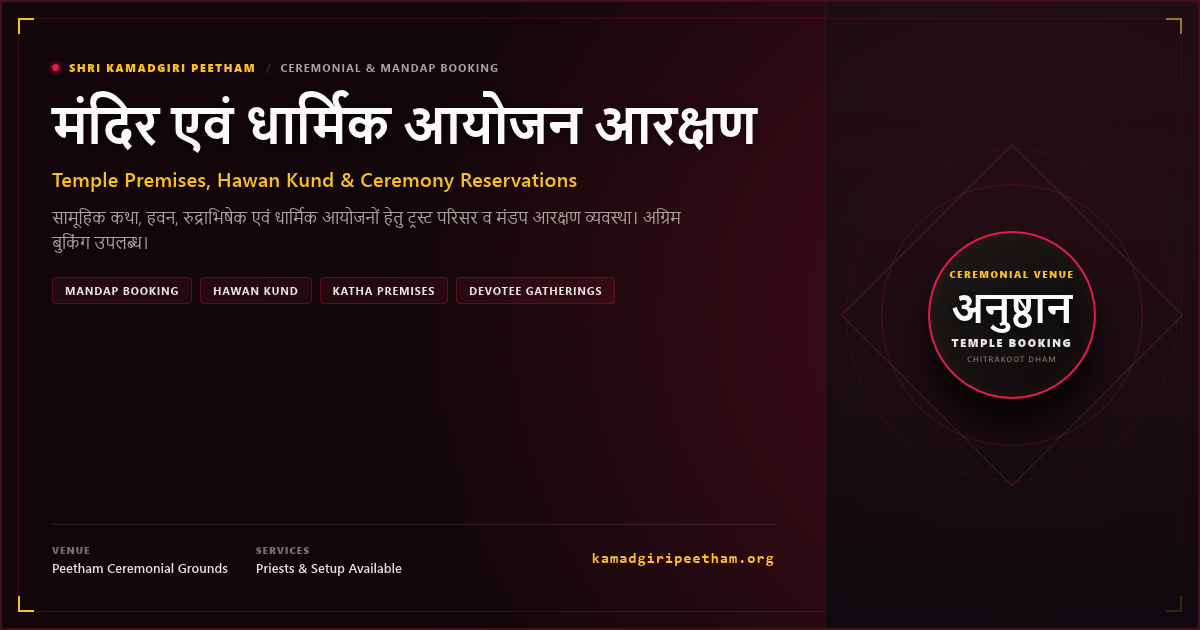 SHRI KAMADGIRI PEETHAM / CEREMONIAL & MANDAP BOOKING
मंदिर एवं धार्मिक आयोजन आरक्षण
Temple Premises, Hawan Kund & Ceremony Reservations
सामूहिक कथा, हवन, रुद्राभिषेक एवं धार्मिक आयोजनों हेतु ट्रस्ट परिसर व मंडप आरक्षण व्यवस्था। अग्रिम
बुकिंग उपलब्ध।
MANDAP BOOKING HAWAN KUND KATHA PREMISES DEVOTEE GATHERINGS
CEREMONIAL VENUE
अनुष्ठान
TEMPLE BOOKING
CHITRAKOOT DHAM
VENUE SERVICES
Peetham Ceremonial Grounds Priests & Setup Available
kamadgiripeetham.org